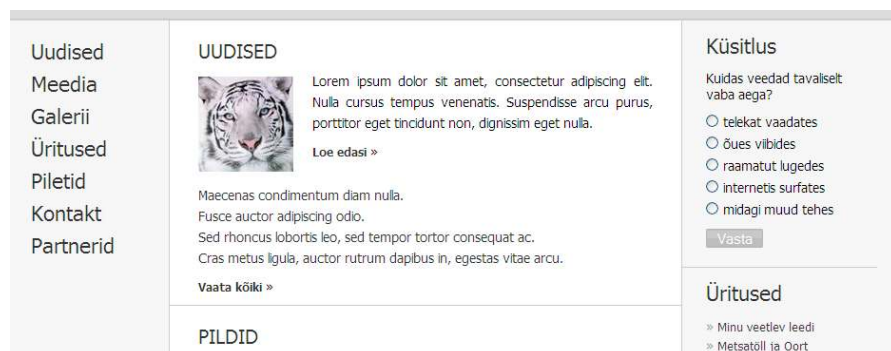 Uudised
Meedia
Galerii
Üritused
Piletid
Kontakt
Partnerid
UUDISED
Lorem ipsum dolor sit amet, consectetur adipiscing elit.
Nulla cursus tempus venenatis. Suspendisse arcu purus,
porttitor eget tincidunt non, dignissim eget nulla.
Loe edasi »
Maecenas condimentum diam nulla.
Fusce auctor adipiscing odio.
Sed rhoncus lobortis leo, sed tempor tortor consequat ac.
Cras metus ligula, auctor rutrum dapibus in, egestas vitae arcu.
Vaata kõiki »
PILDID
Küsitlus
Kuidas veedad tavaliselt
vaba aega?
telekat vaadates
õues viibides
raamatut lugedes
internetis surfates
midagi muud tehes
Vasta
Üritused
» Minu veetlev leedi
» Metsatöll ja Oort